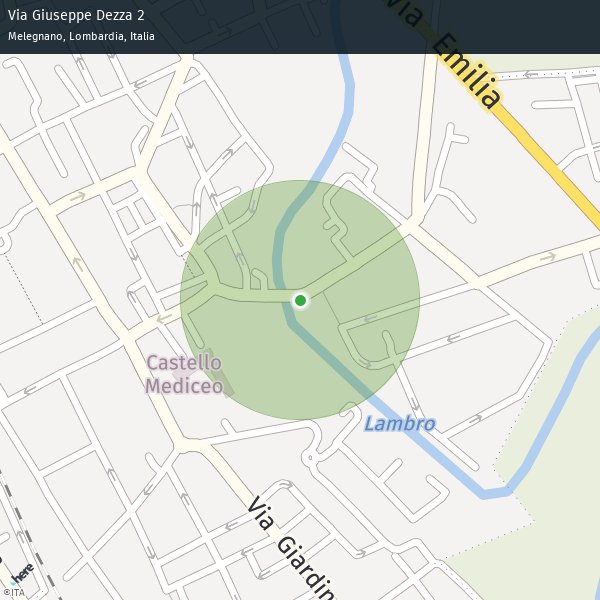 Via Giuseppe Dezza 2
Melegnano, Lombardia, Italia
Via Emilia
Castello
Mediceo
Lambro
Via Giardin
here
©ITA